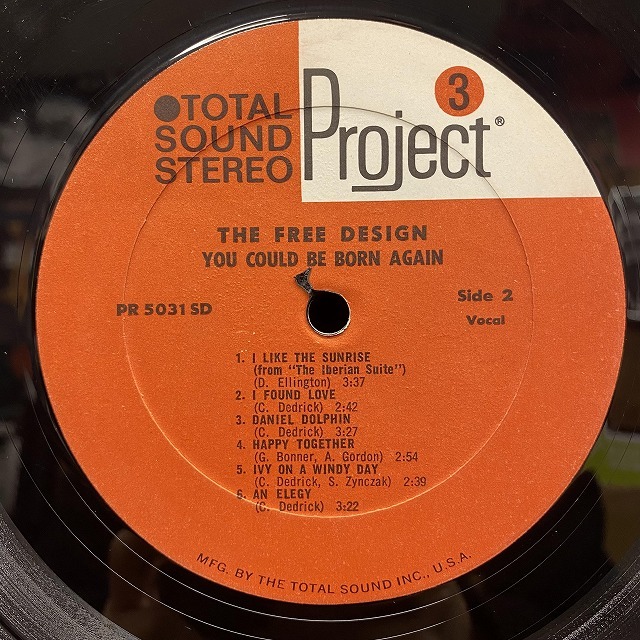 ●TOTAL
SOUND
STEREO
Project 3®
THE FREE DESIGN
YOU COULD BE BORN AGAIN
PR 5031 SD
Side 2
Vocal
1. I LIKE THE SUNRISE
(from "The Iberian Suite")
(D. Ellington) 3:37
2. I FOUND LOVE
(C. Dedrick) 2:42
3. DANIEL DOLPHIN
(C. Dedrick) 3:27
4. HAPPY TOGETHER
(G. Bonner, A. Gordon) 2:54
5. IVY ON A WINDY DAY
(C. Dedrick, S. Zynczak) 2:39
6. AN ELEGY
(C. Dedrick) 3:22
MFG. BY THE TOTAL SOUND INC., U.S.A.